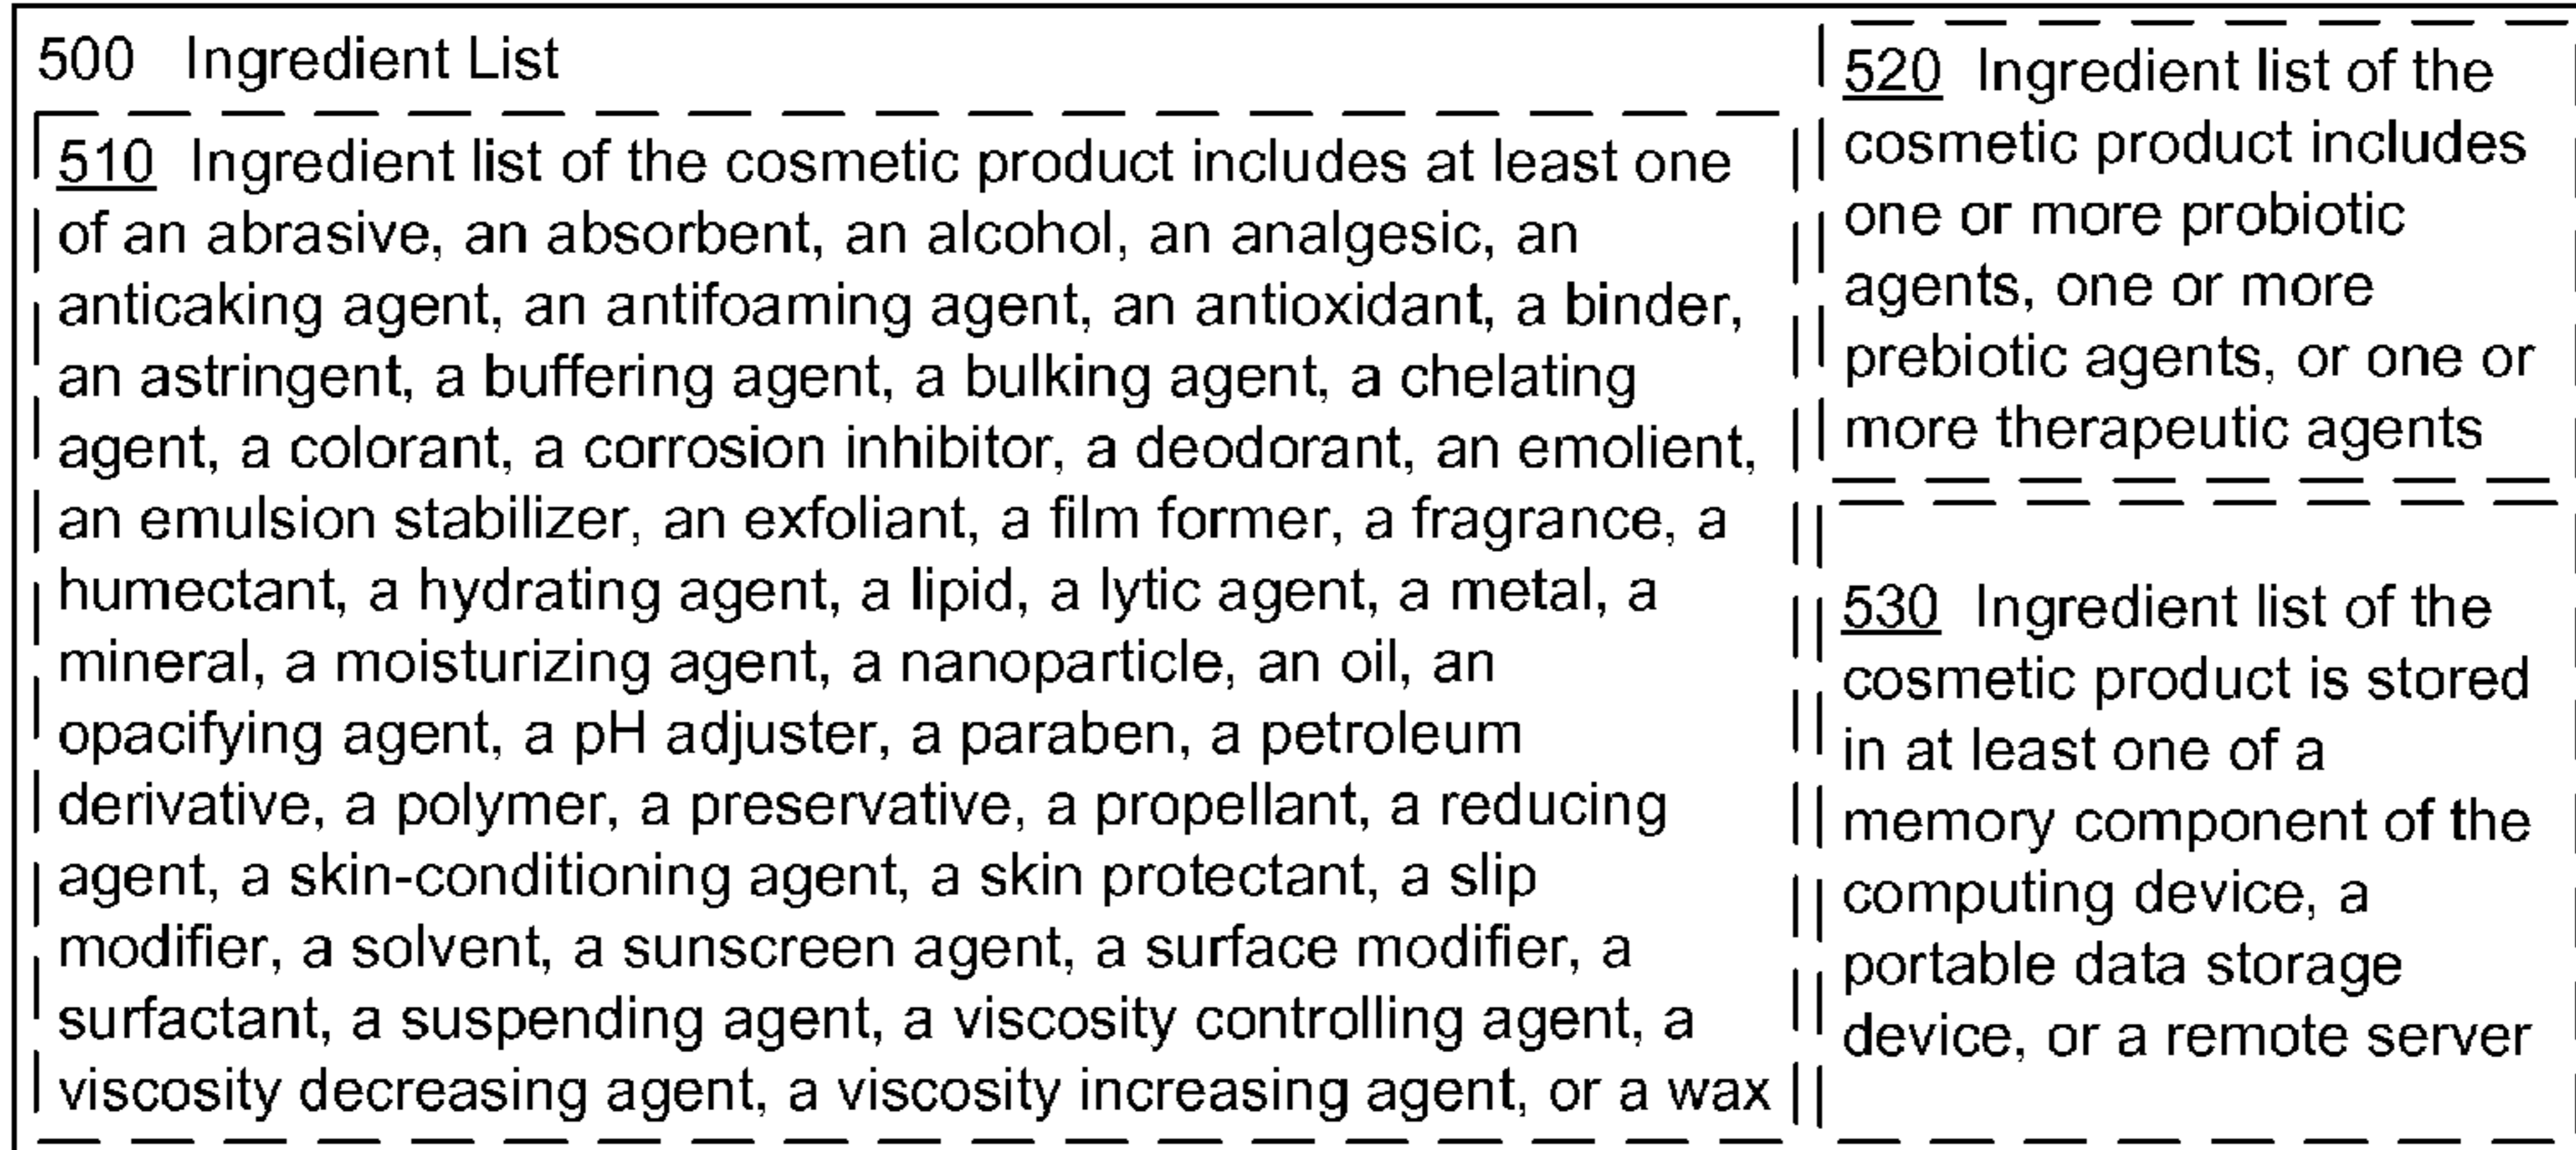 500 Ingredient List
510 Ingredient list of the cosmetic product includes at least one
of an abrasive, an absorbent, an alcohol, an analgesic, an
anticaking agent, an antifoaming agent, an antioxidant, a binder,
an astringent, a buffering agent, a bulking agent, a chelating
agent, a colorant, a corrosion inhibitor, a deodorant, an emolient,
an emulsion stabilizer, an exfoliant, a film former, a fragrance, a
humectant, a hydrating agent, a lipid, a lytic agent, a metal, a
mineral, a moisturizing agent, a nanoparticle, an oil, an
opacifying agent, a pH adjuster, a paraben, a petroleum
derivative, a polymer, a preservative, a propellant, a reducing
agent, a skin-conditioning agent, a skin protectant, a slip
modifier, a solvent, a sunscreen agent, a surface modifier, a
surfactant, a suspending agent, a viscosity controlling agent, a
viscosity decreasing agent, a viscosity increasing agent, or a wax
520 Ingredient list of the
cosmetic product includes
one or more probiotic
agents, one or more
prebiotic agents, or one or
more therapeutic agents
530 Ingredient list of the
cosmetic product is stored
in at least one of a
memory component of the
computing device, a
portable data storage
device, or a remote server